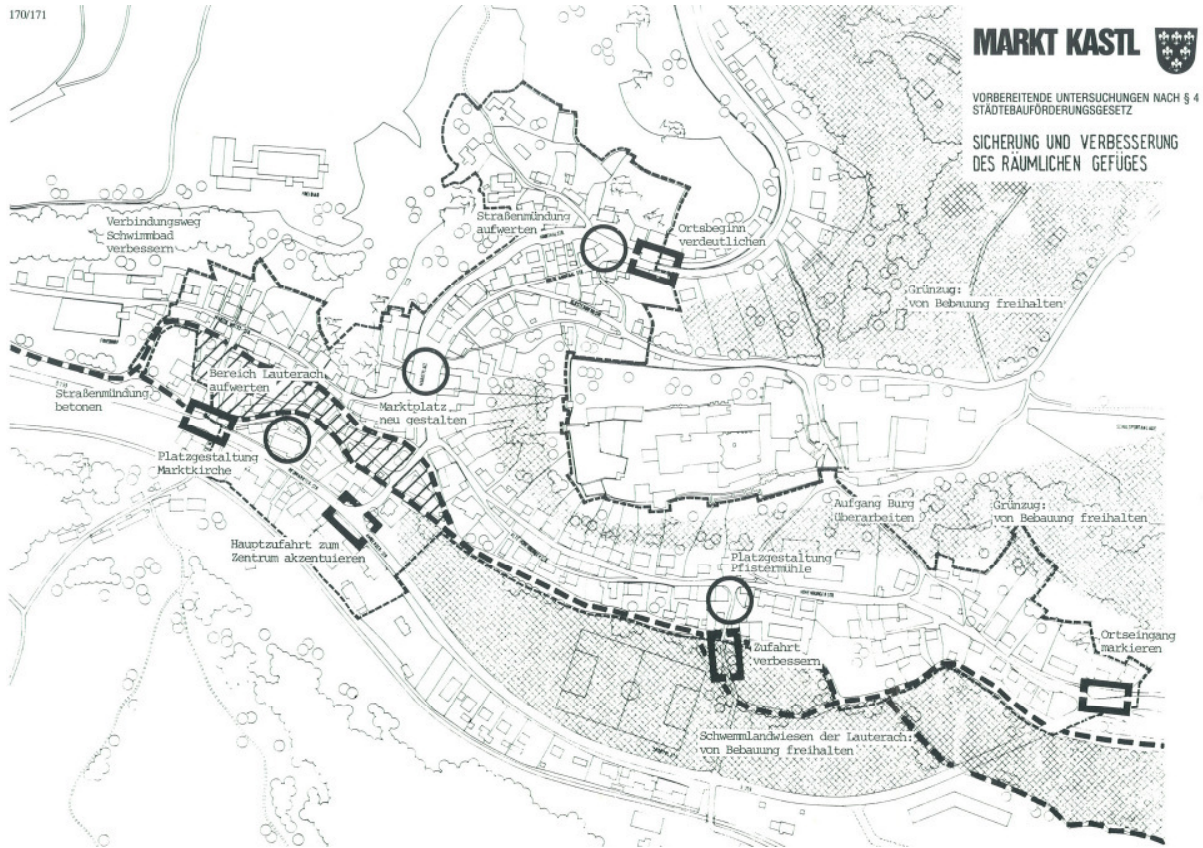 170/171
MARKT KASTL
VORBEREITENDE UNTERSUCHUNGEN NACH § 4
STÄDTEBAUFÖRDERUNGSGESETZ
SICHERUNG UND VERBESSERUNG
DES RÄUMLICHEN GEFÜGES
Verbindungsweg
Schwimmbad
verbessern
Straßenmündung
aufwerten
Ortsbeginn
verdeutlichen
Grünzug:
von Bebauung freihalten
Bereich Lauterach
aufwerten
Straßenmündung
betonen
Marktplatz
neu gestalten
Platzgestaltung
Marktkirche
Hauptzufahrt zum
Zentrum akzentuieren
Aufgang Burg
überarbeiten
Grünzug:
von Bebauung freihalten
Platzgestaltung
Pfistermühle
Zufahrt
verbessern
Ortseingang
markieren
Schwemmlandwiesen der Lauterach:
von Bebauung freihalten